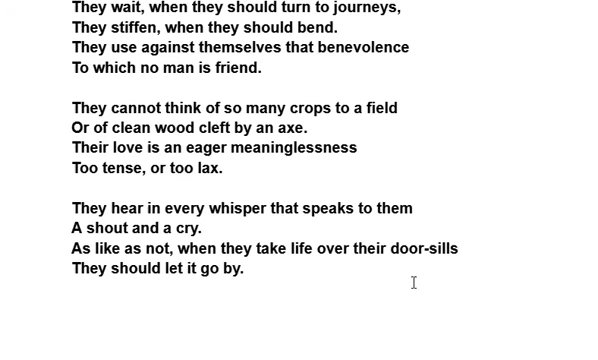 They wait, when they should turn to journeys,
They stiffen, when they should bend.
They use against themselves that benevolence
To which no man is friend.
They cannot think of so many crops to a field
Or of clean wood cleft by an axe.
Their love is an eager meaninglessness
Too tense, or too lax.
They hear in every whisper that speaks to them
A shout and a cry.
As like as not, when they take life over their door-sills
They should let it go by.